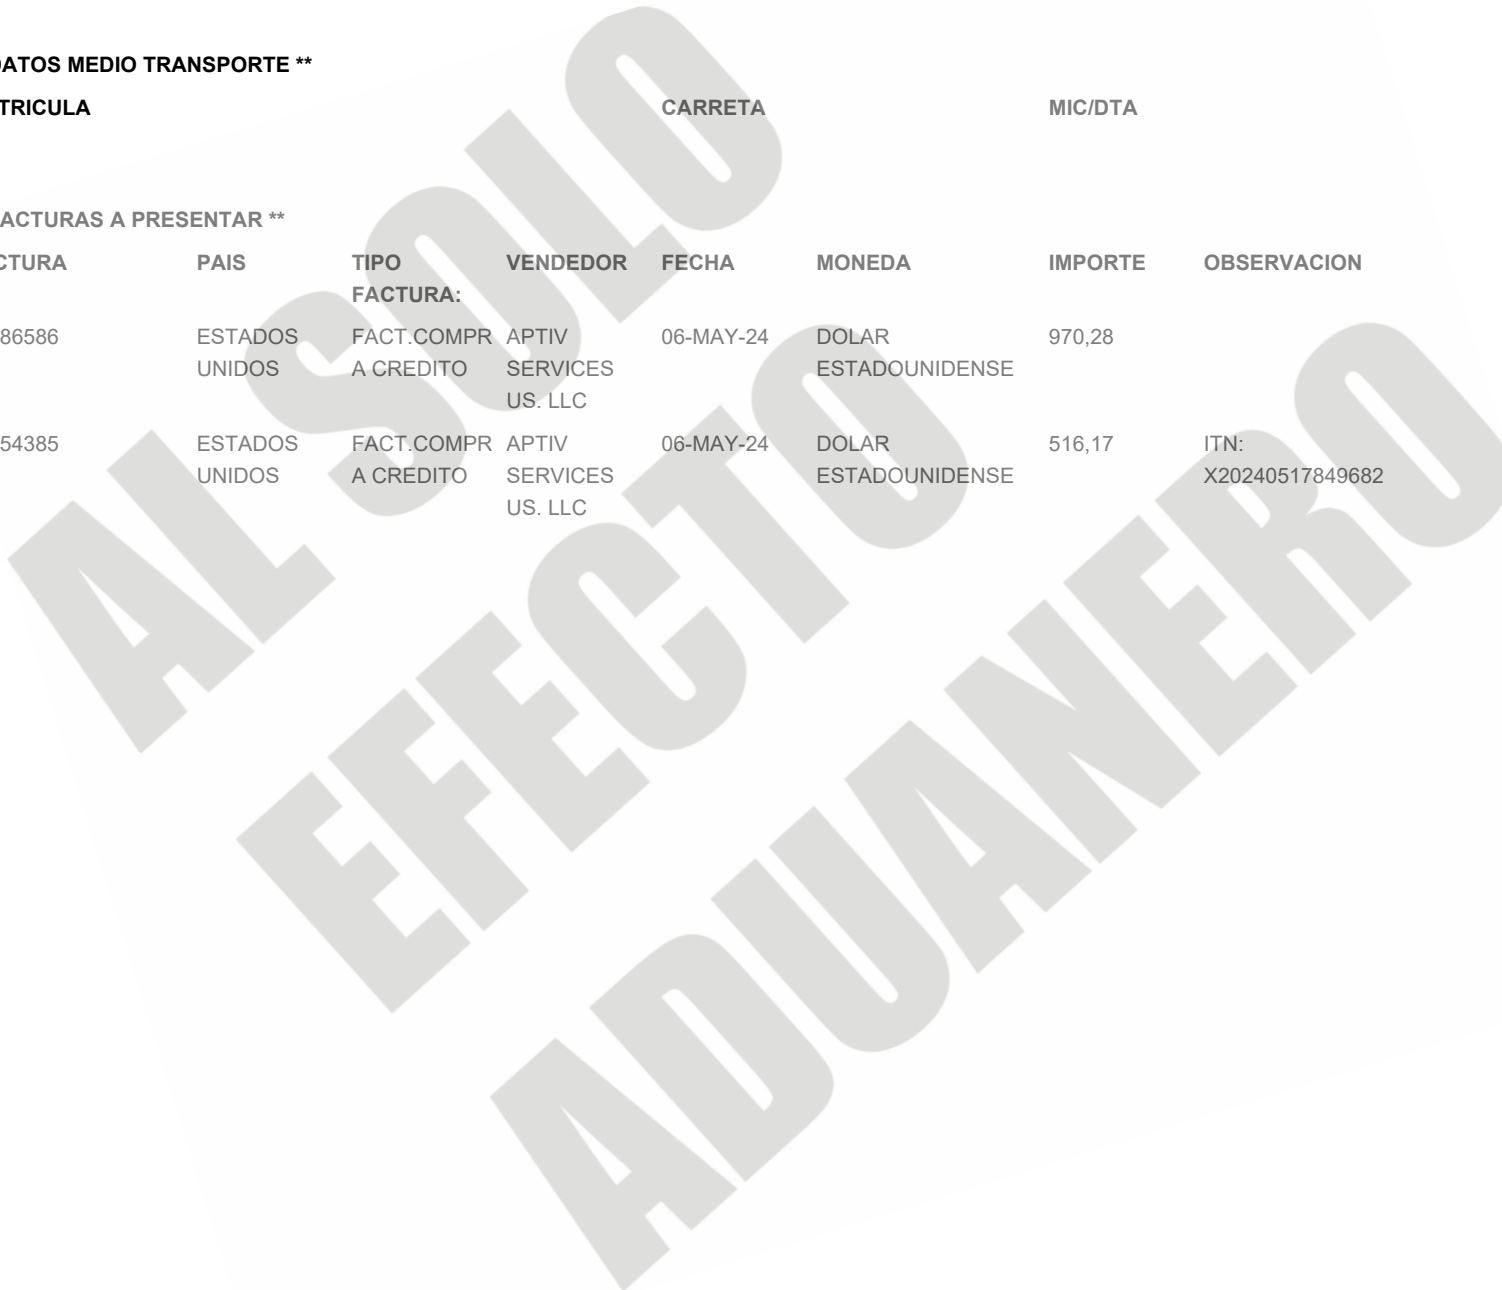 DATOS MEDIO TRANSPORTE **
TRICULA CARRETA MIC/DTA
ACTURAS A PRESENTAR **
CTURA PAIS TIPO VENDEDOR FECHA MONEDA IMPORTE OBSERVACION
FACTURA:
86586 ESTADOS FACT.COMPR APTIV 06-MAY-24 DOLAR 970,28
UNIDOS A CREDITO SERVICES ESTADOUNIDENSE
US. LLC
54385 ESTADOS FACT.COMPR APTIV 06-MAY-24 DOLAR 516,17 ITN:
UNIDOS A CREDITO SERVICES ESTADOUNIDENSE X20240517849682
US. LLC
AL SOLO
EFECTO
ADUANERO